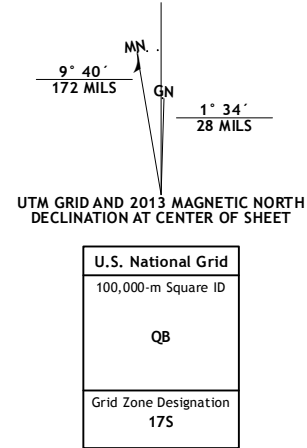 MN
9° 40´
172 MILS
GN
1° 34´
28 MILS
UTM GRID AND 2013 MAGNETIC NORTH
DECLINATION AT CENTER OF SHEET
U.S. National Grid
100,000-m Square ID
QB
Grid Zone Designation
17S